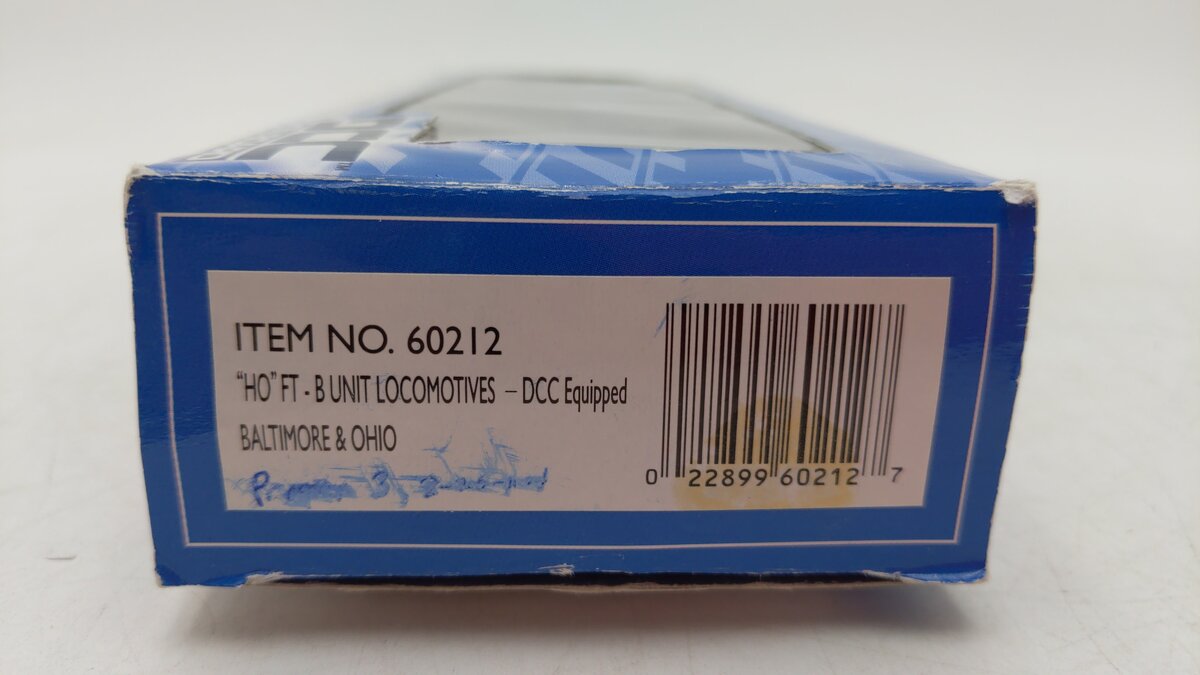 ITEM NO. 60212
"HO" FT - B UNIT LOCOMOTIVES – DCC Equipped
BALTIMORE & OHIO
0 22899 60212 7